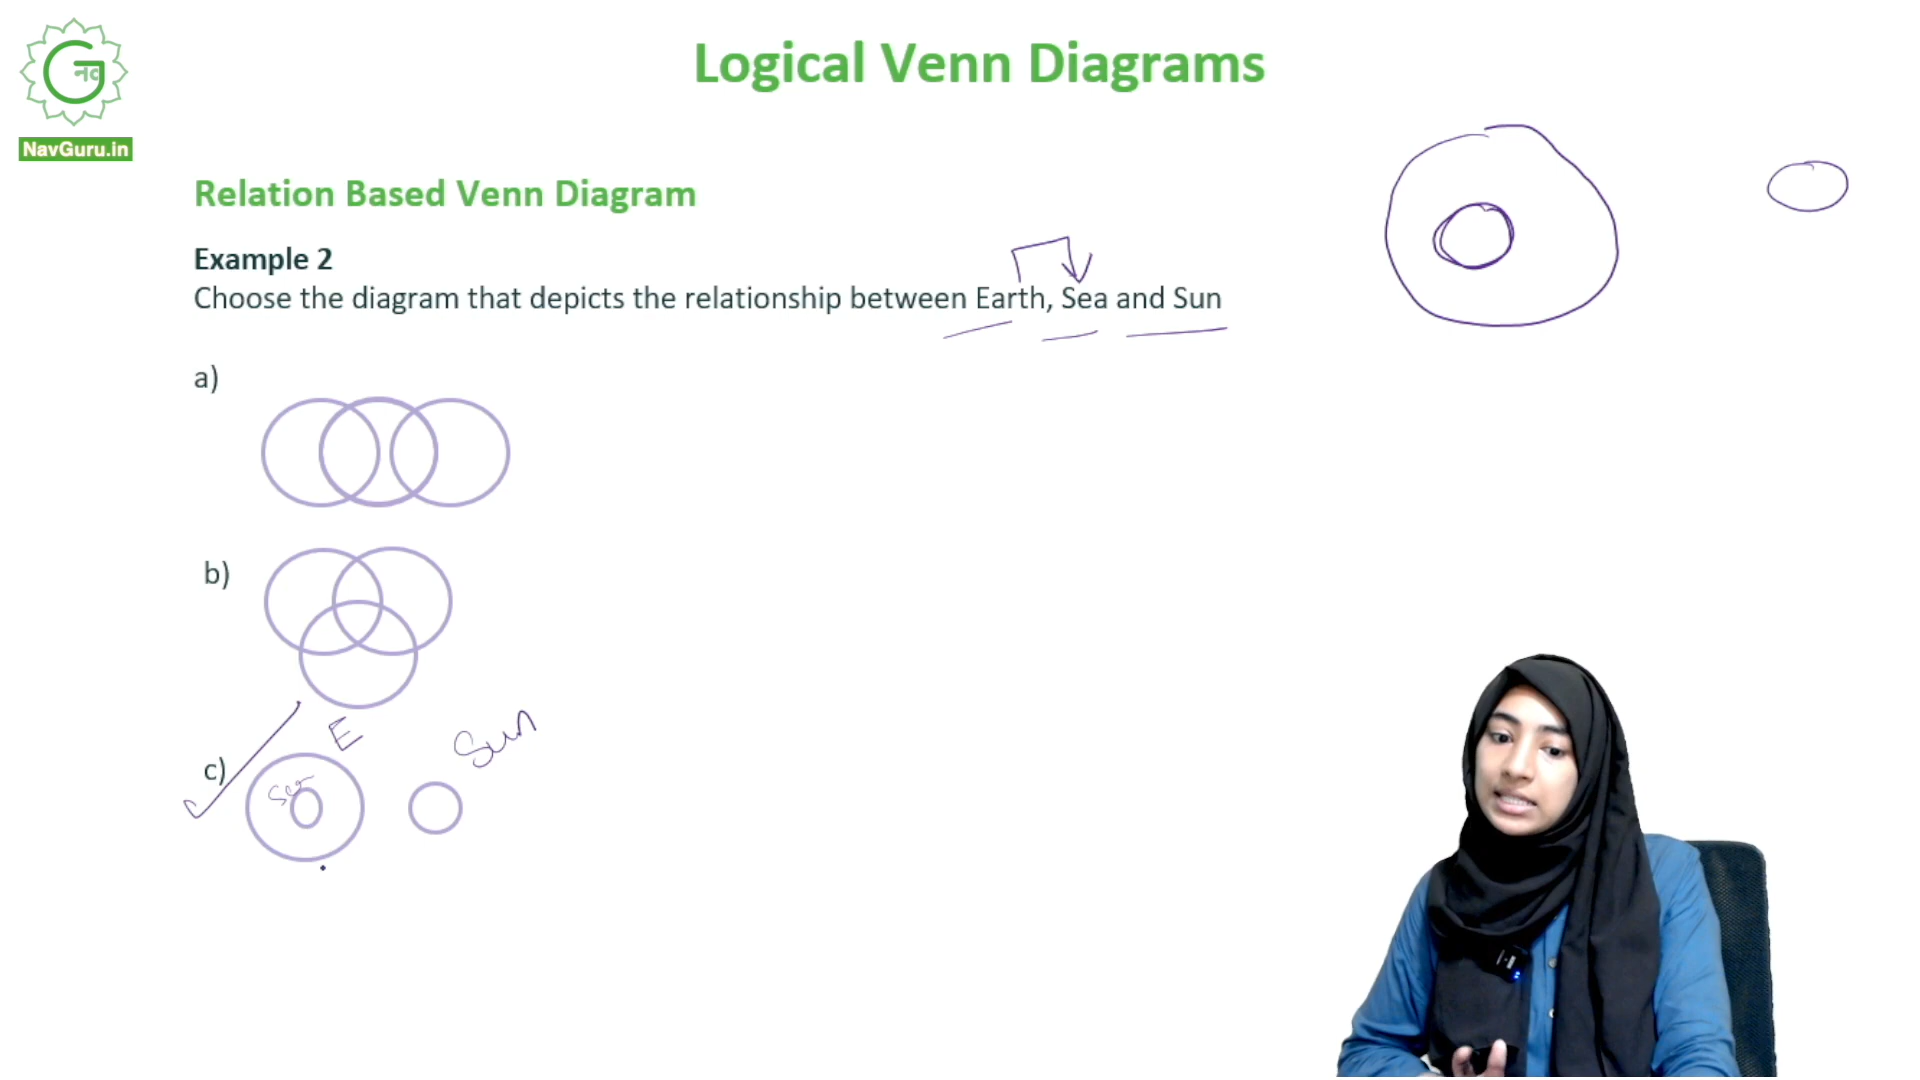 Logical Venn Diagrams
नव
G
NavGuru.in
Relation Based Venn Diagram
Example 2
Choose the diagram that depicts the relationship between Earth, Sea and Sun
a)
b)
E
Sun
c)
Sea